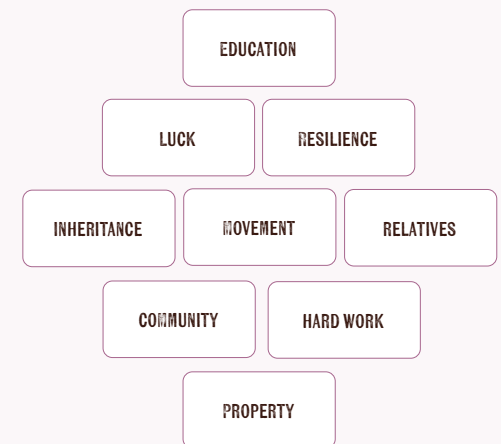 EDUCATION
LUCK RESILIENCE
INHERITANCE MOVEMENT RELATIVES
COMMUNITY HARD WORK
PROPERTY